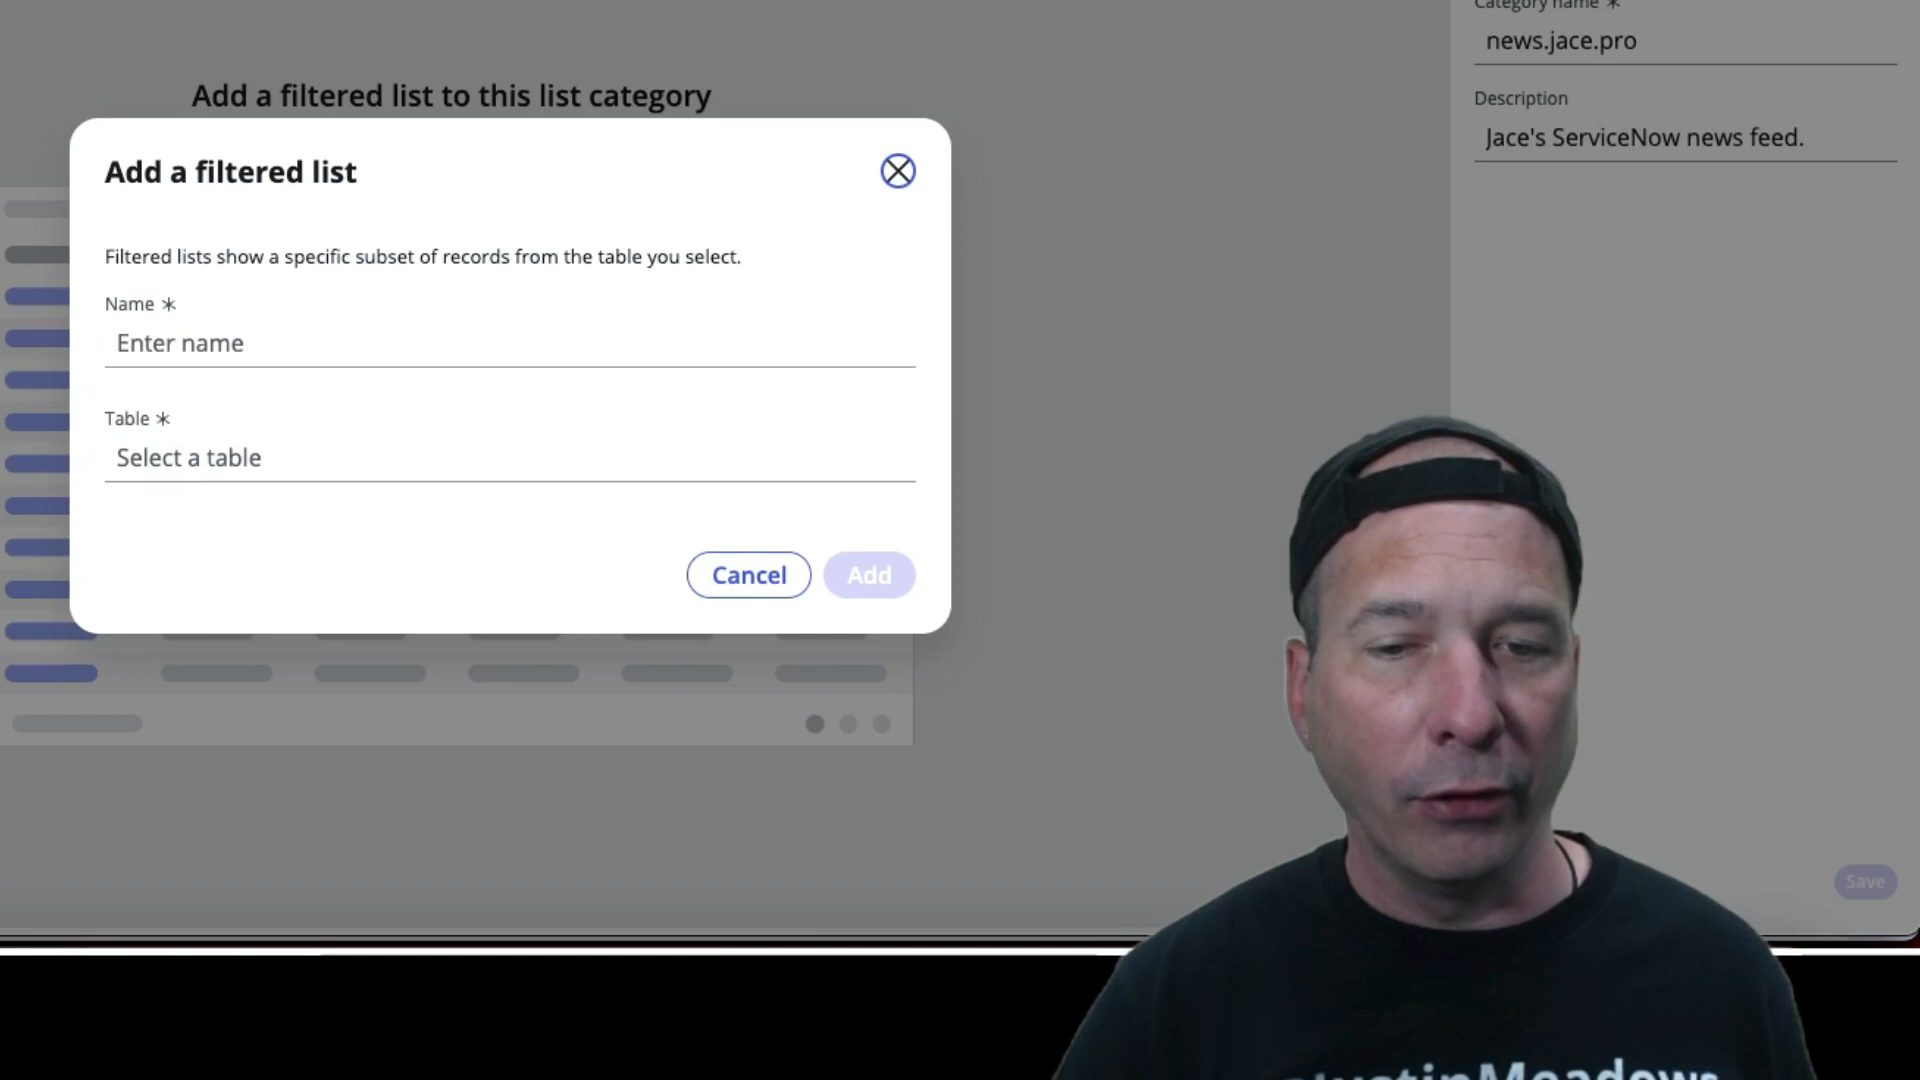 Category name *
news.jace.pro
Description
Jace's ServiceNow news feed.
Add a filtered list to this list category
Add a filtered list
Filtered lists show a specific subset of records from the table you select.
Name *
Enter name
Table *
Select a table
Cancel
Add
Save
JustinMeadows